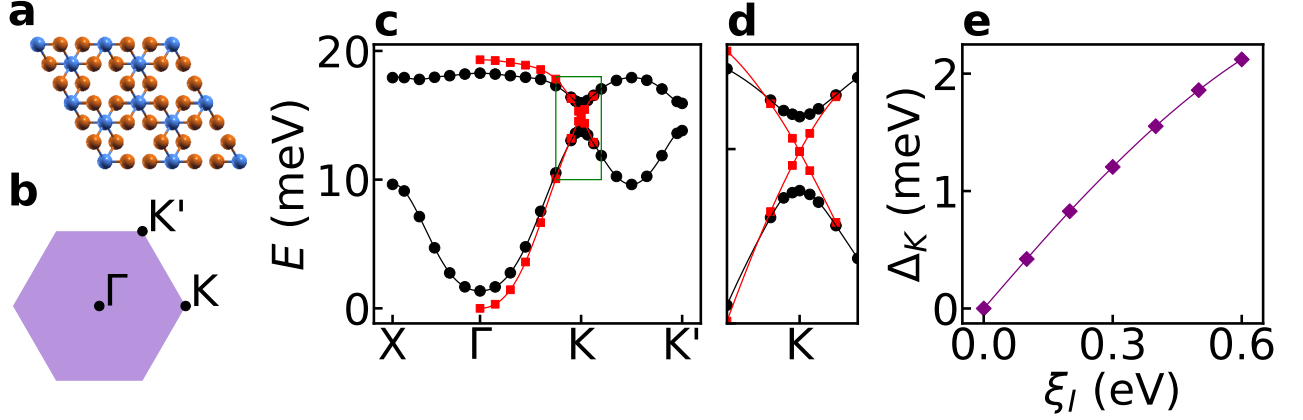 a
b
K'
Γ
K
c
E (meV)
20
10
0
X
Γ
K
K'
d
K
e
Δ_K (meV)
2
1
0
0.0
0.3
0.6
ξ_I (eV)